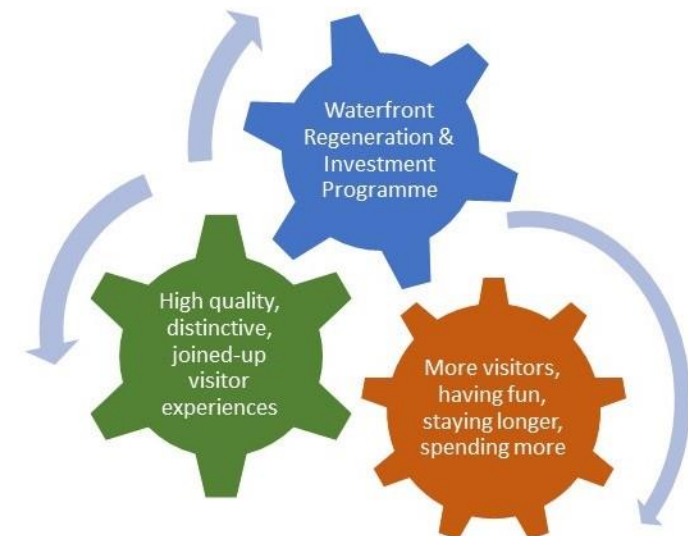 Waterfront
Regeneration &
Investment
Programme
High quality,
distinctive,
joined-up
visitor
experiences
More visitors,
having fun,
staying longer,
spending more